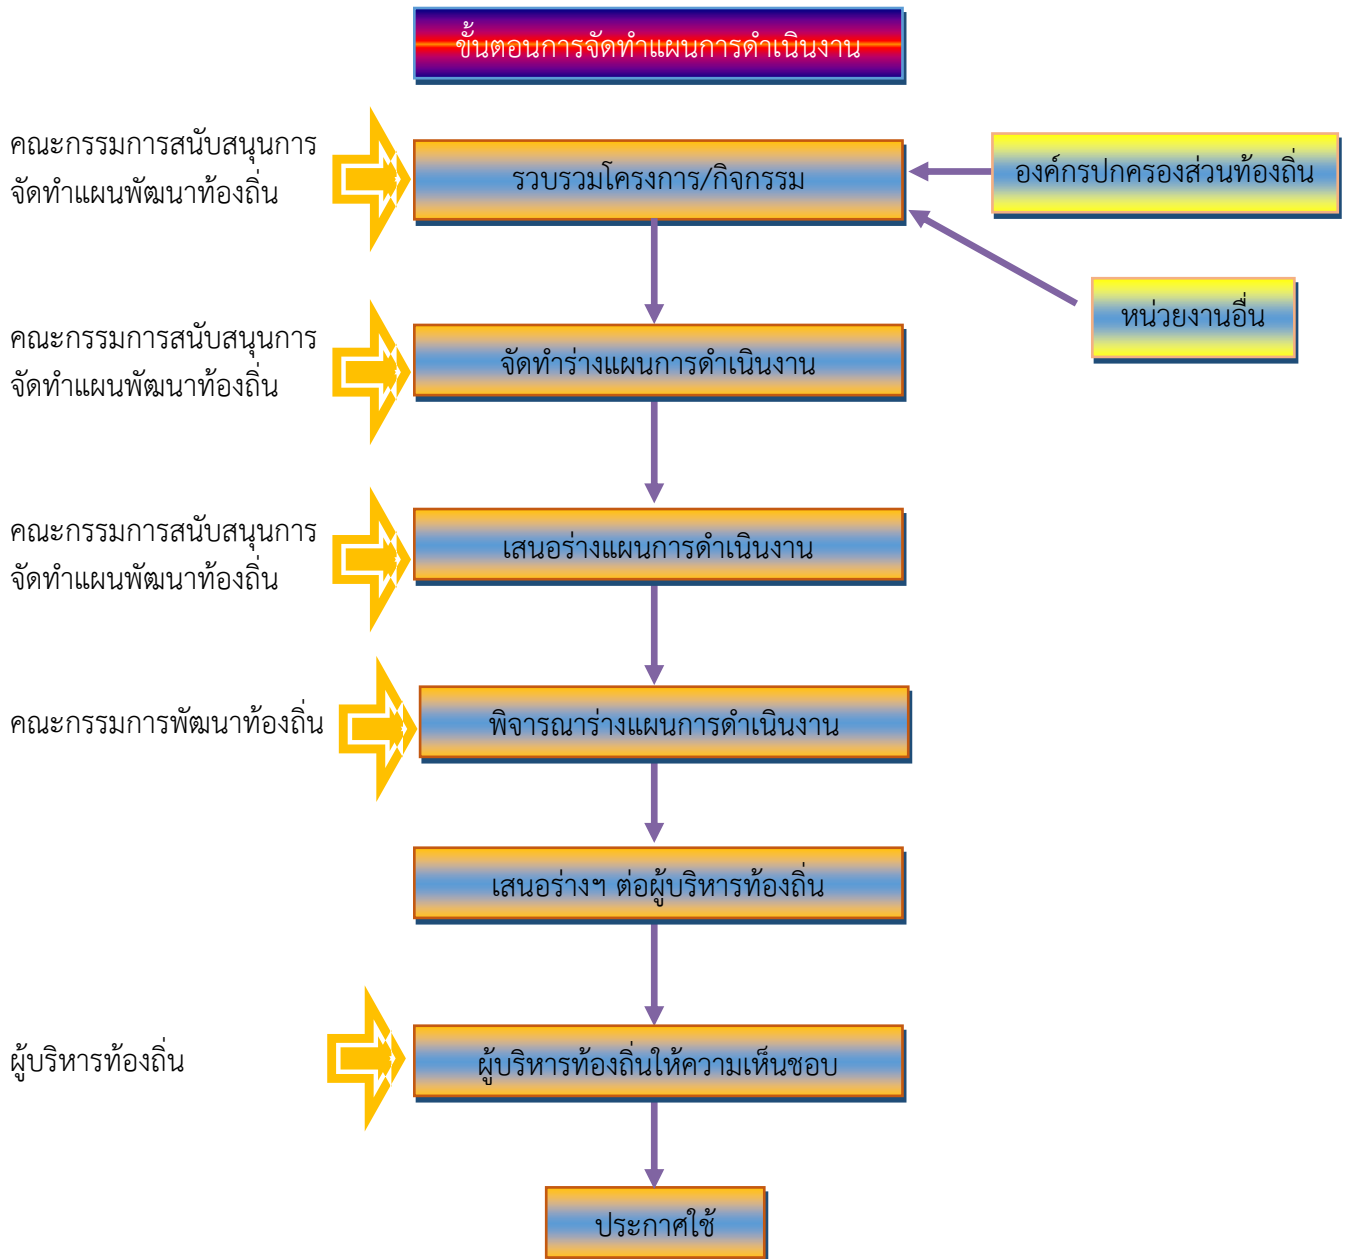 ขั้นตอนการจัดทำแผนการดำเนินงาน
คณะกรรมการสนับสนุนการ
จัดทำแผนพัฒนาท้องถิ่น
รวบรวมโครงการ/กิจกรรม
องค์กรปกครองส่วนท้องถิ่น
หน่วยงานอื่น
คณะกรรมการสนับสนุนการ
จัดทำแผนพัฒนาท้องถิ่น
จัดทำร่างแผนการดำเนินงาน
คณะกรรมการสนับสนุนการ
จัดทำแผนพัฒนาท้องถิ่น
เสนอร่างแผนการดำเนินงาน
คณะกรรมการพัฒนาท้องถิ่น
พิจารณาร่างแผนการดำเนินงาน
เสนอร่างฯ ต่อผู้บริหารท้องถิ่น
ผู้บริหารท้องถิ่น
ผู้บริหารท้องถิ่นให้ความเห็นชอบ
ประกาศใช้